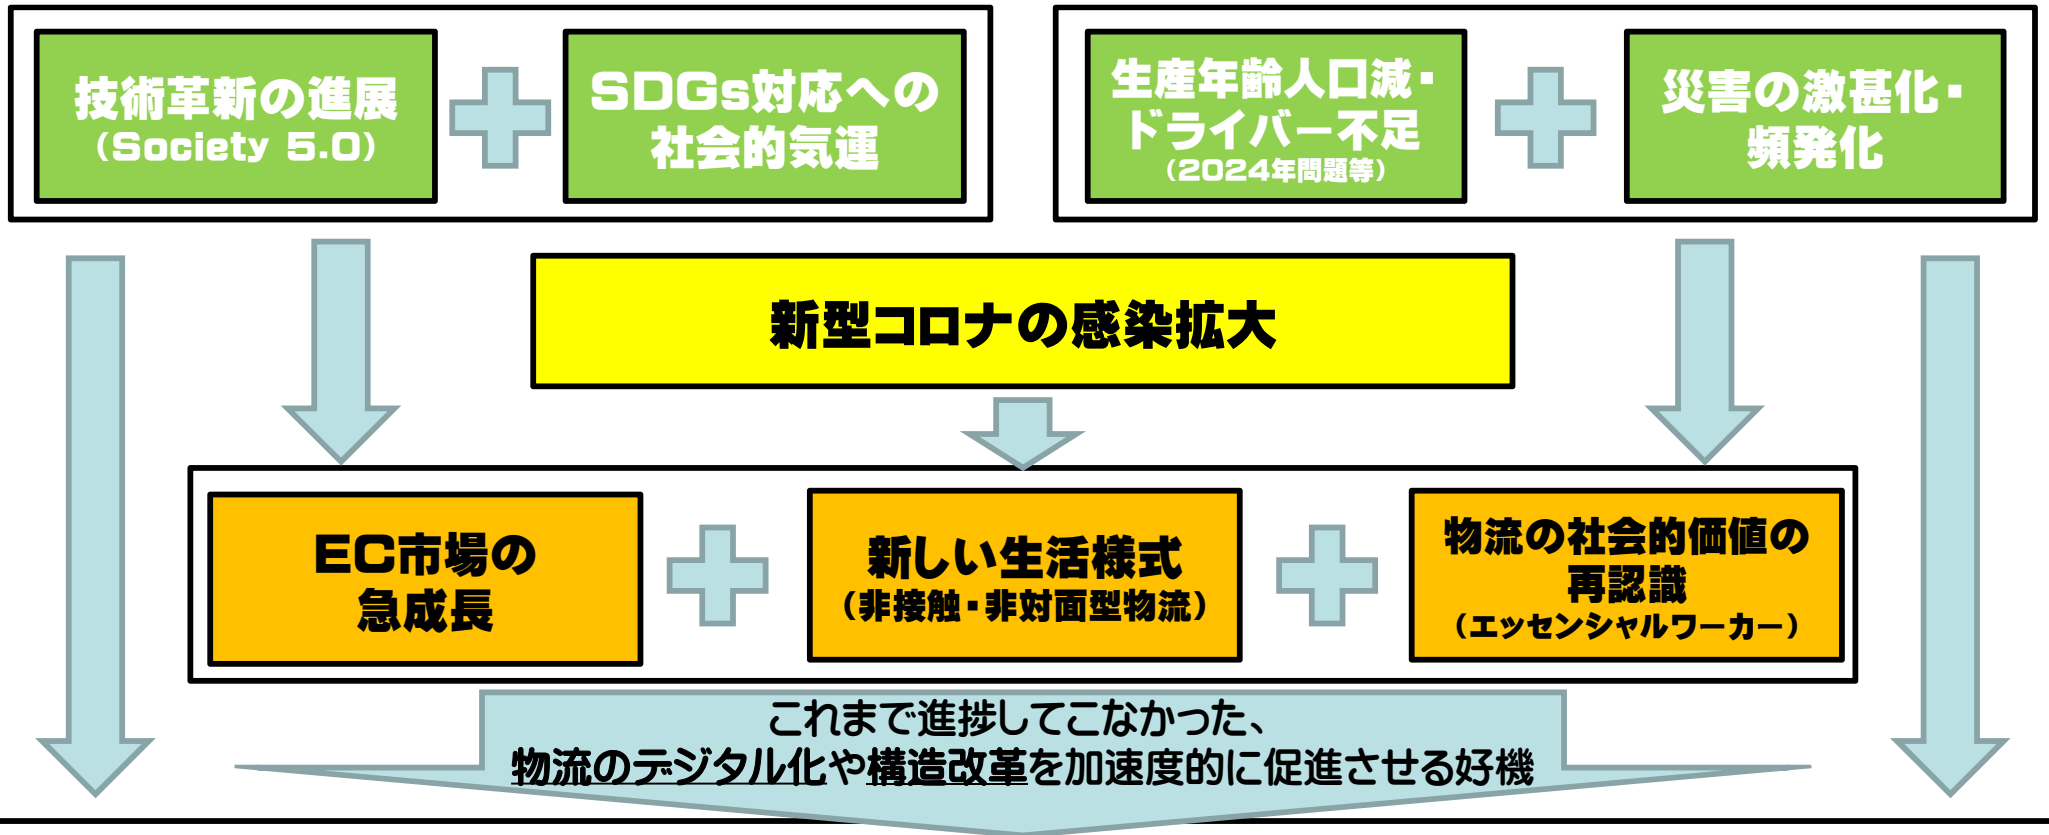 技術革新の進展
（Society 5.0）
SDGs対応への
社会的気運
生産年齢人口減・
ドライバー不足
（2024年問題等）
災害の激甚化・
頻発化
新型コロナの感染拡大
EC市場の
急成長
新しい生活様式
（非接触・非対面型物流）
物流の社会的価値の
再認識
（エッセンシャルワーカー）
これまで進捗してこなかった、
物流のデジタル化や構造改革を加速度的に促進させる好機